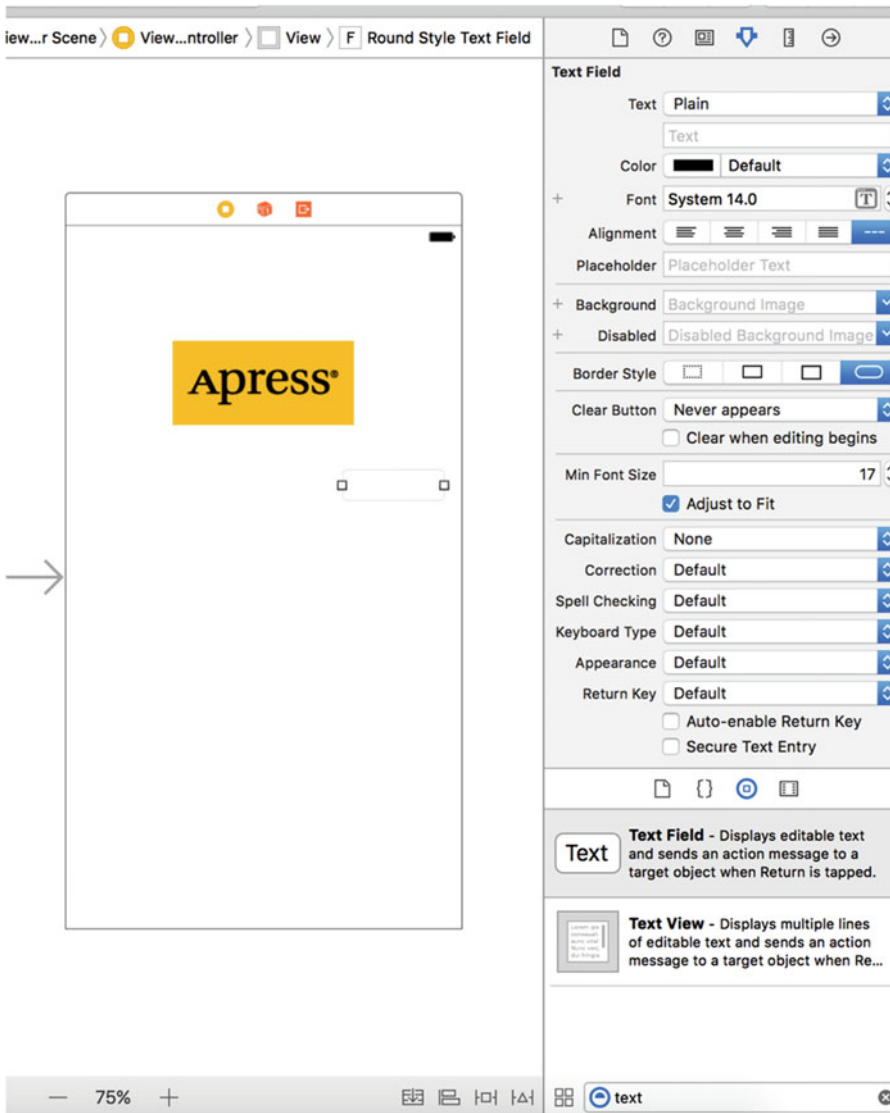 iew...r Scene 〉 View...ntroller 〉 View 〉 F Round Style Text Field
Text Field
Text Plain
Text
Color Default
+ Font System 14.0 T
Alignment
Placeholder Placeholder Text
+ Background Background Image
+ Disabled Disabled Background Image
Border Style
Clear Button Never appears
Clear when editing begins
Min Font Size 17
Adjust to Fit
Capitalization None
Correction Default
Spell Checking Default
Keyboard Type Default
Appearance Default
Return Key Default
Auto-enable Return Key
Secure Text Entry
Apress®
Text
Text Field - Displays editable text
and sends an action message to a
target object when Return is tapped.
Text View - Displays multiple lines
of editable text and sends an action
message to a target object when Re...
— 75% +
text